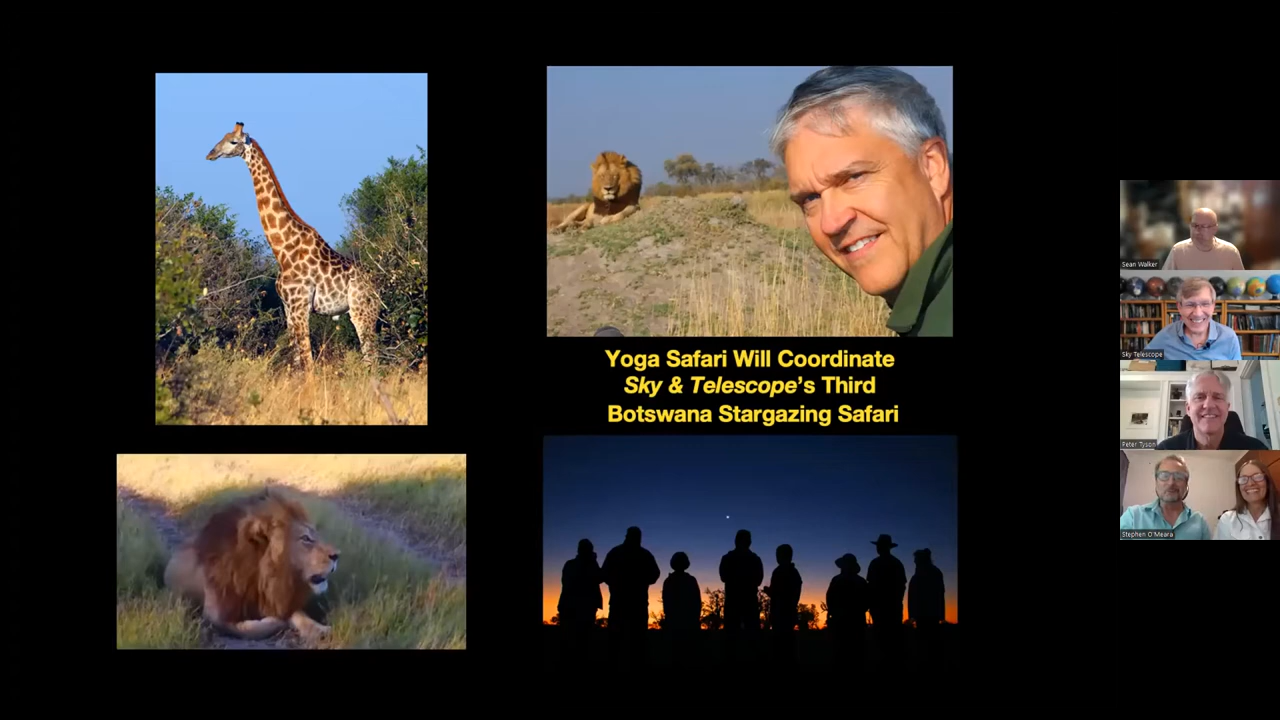 Yoga Safari Will Coordinate
Sky & Telescope's Third
Botswana Stargazing Safari
Sean Walker
Sky Telescope
Peter Tyson
Stephen O'Meara